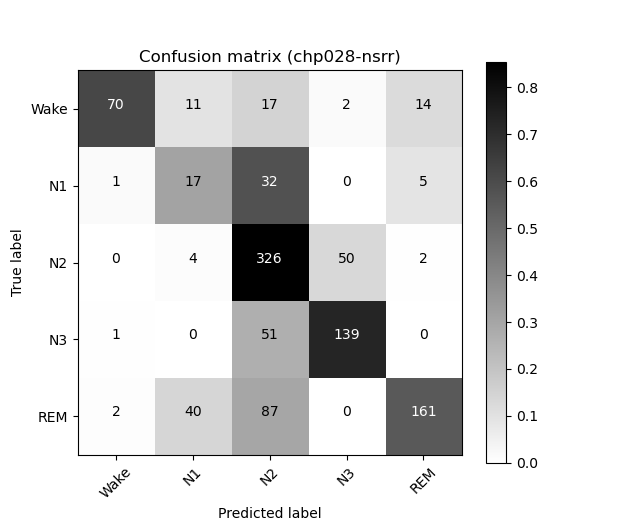 Confusion matrix (chp028-nsrr)
Wake 70 11 17 2 14
N1 1 17 32 0 5
N2 0 4 326 50 2
N3 1 0 51 139 0
REM 2 40 87 0 161
Wake N1 N2 N3 REM
Predicted label
True label
0.8
0.7
0.6
0.5
0.4
0.3
0.2
0.1
0.0